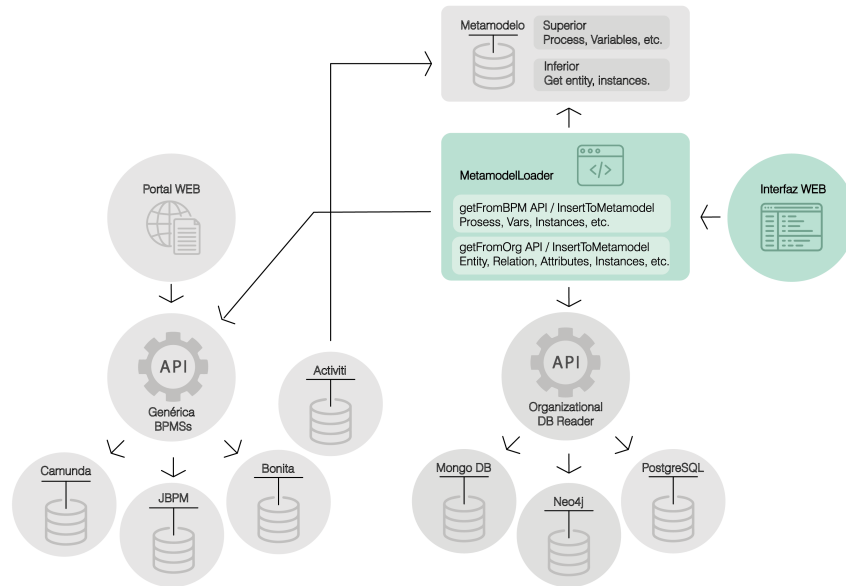 Metamodelo
Superior
Process, Variables, etc.
Inferior
Get entity, instances.
MetamodelLoader
</>
getFromBPM API / InsertToMetamodel
Prosess, Vars, Instances, etc.
getFromOrg API / InsertToMetamodel
Entity, Relation, Attributes, Instances, etc.
Interfaz WEB
Portal WEB
API
Genérica
BPMSs
Activiti
API
Organizational
DB Reader
Camunda
JBPM
Bonita
Mongo DB
Neo4j
PostgreSQL